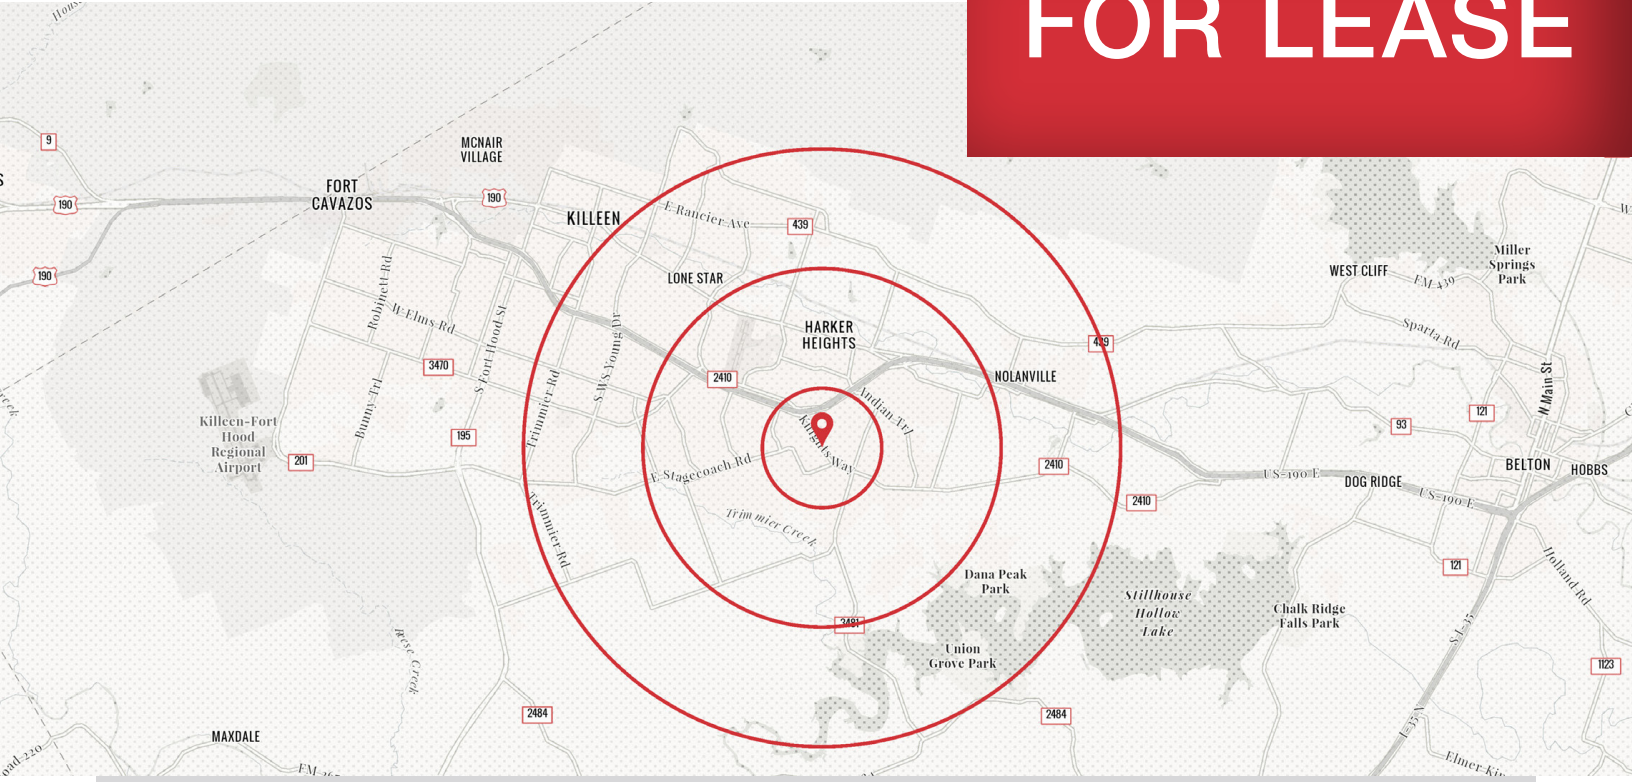 FOR LEASE
9
MCNAIR
VILLAGE
190
FORT
CAVAZOS
190
KILLEEN
E Rancier Ave
439
190
LONE STAR
WEST CLIFF
FM 439
Miller
Springs
Park
Robinett Rd
W Elms Rd
S Fort Hood St
W S Young Dr
HARKER
HEIGHTS
439
Sparta Rd
3470
2410
NOLANVILLE
N Main St
Bunny Trl
Trimmier Rd
Indian Trl
Killeen-Fort
Hood
Regional
Airport
195
Knights Way
93
121
201
E Stagecoach Rd
2410
US-190 E
BELTON
HOBBS
DOG RIDGE
US-190 E
2410
Trimmier Rd
Trimmier Creek
121
Holland Rd
Dana Peak
Park
Stillhouse
Hollow
Lake
Chalk Ridge
Falls Park
3481
S I-35
Reese Creek
Union
Grove Park
1123
2484
2484
I-35 N
MAXDALE